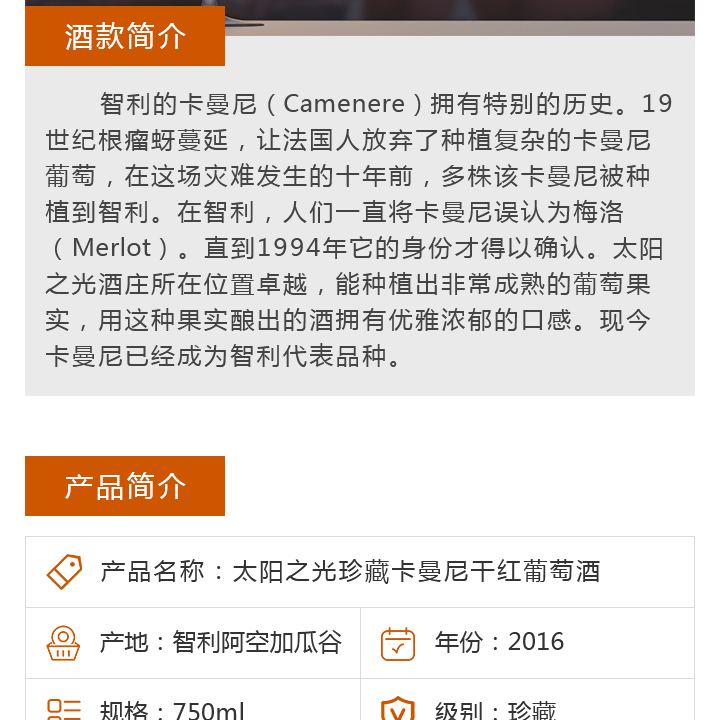 酒款简介
智利的卡曼尼（Camenere）拥有特别的历史。19
世纪根瘤蚜蔓延，让法国人放弃了种植复杂的卡曼尼
葡萄，在这场灾难发生的十年前，多株该卡曼尼被种
植到智利。在智利，人们一直将卡曼尼误认为梅洛
（Merlot）。直到1994年它的身份才得以确认。太阳
之光酒庄所在位置卓越，能种植出非常成熟的葡萄果
实，用这种果实酿出的酒拥有优雅浓郁的口感。现今
卡曼尼已经成为智利代表品种。
产品简介
产品名称：太阳之光珍藏卡曼尼干红葡萄酒
产地：智利阿空加瓜谷
年份：2016
规格：750ml
级别：珍藏